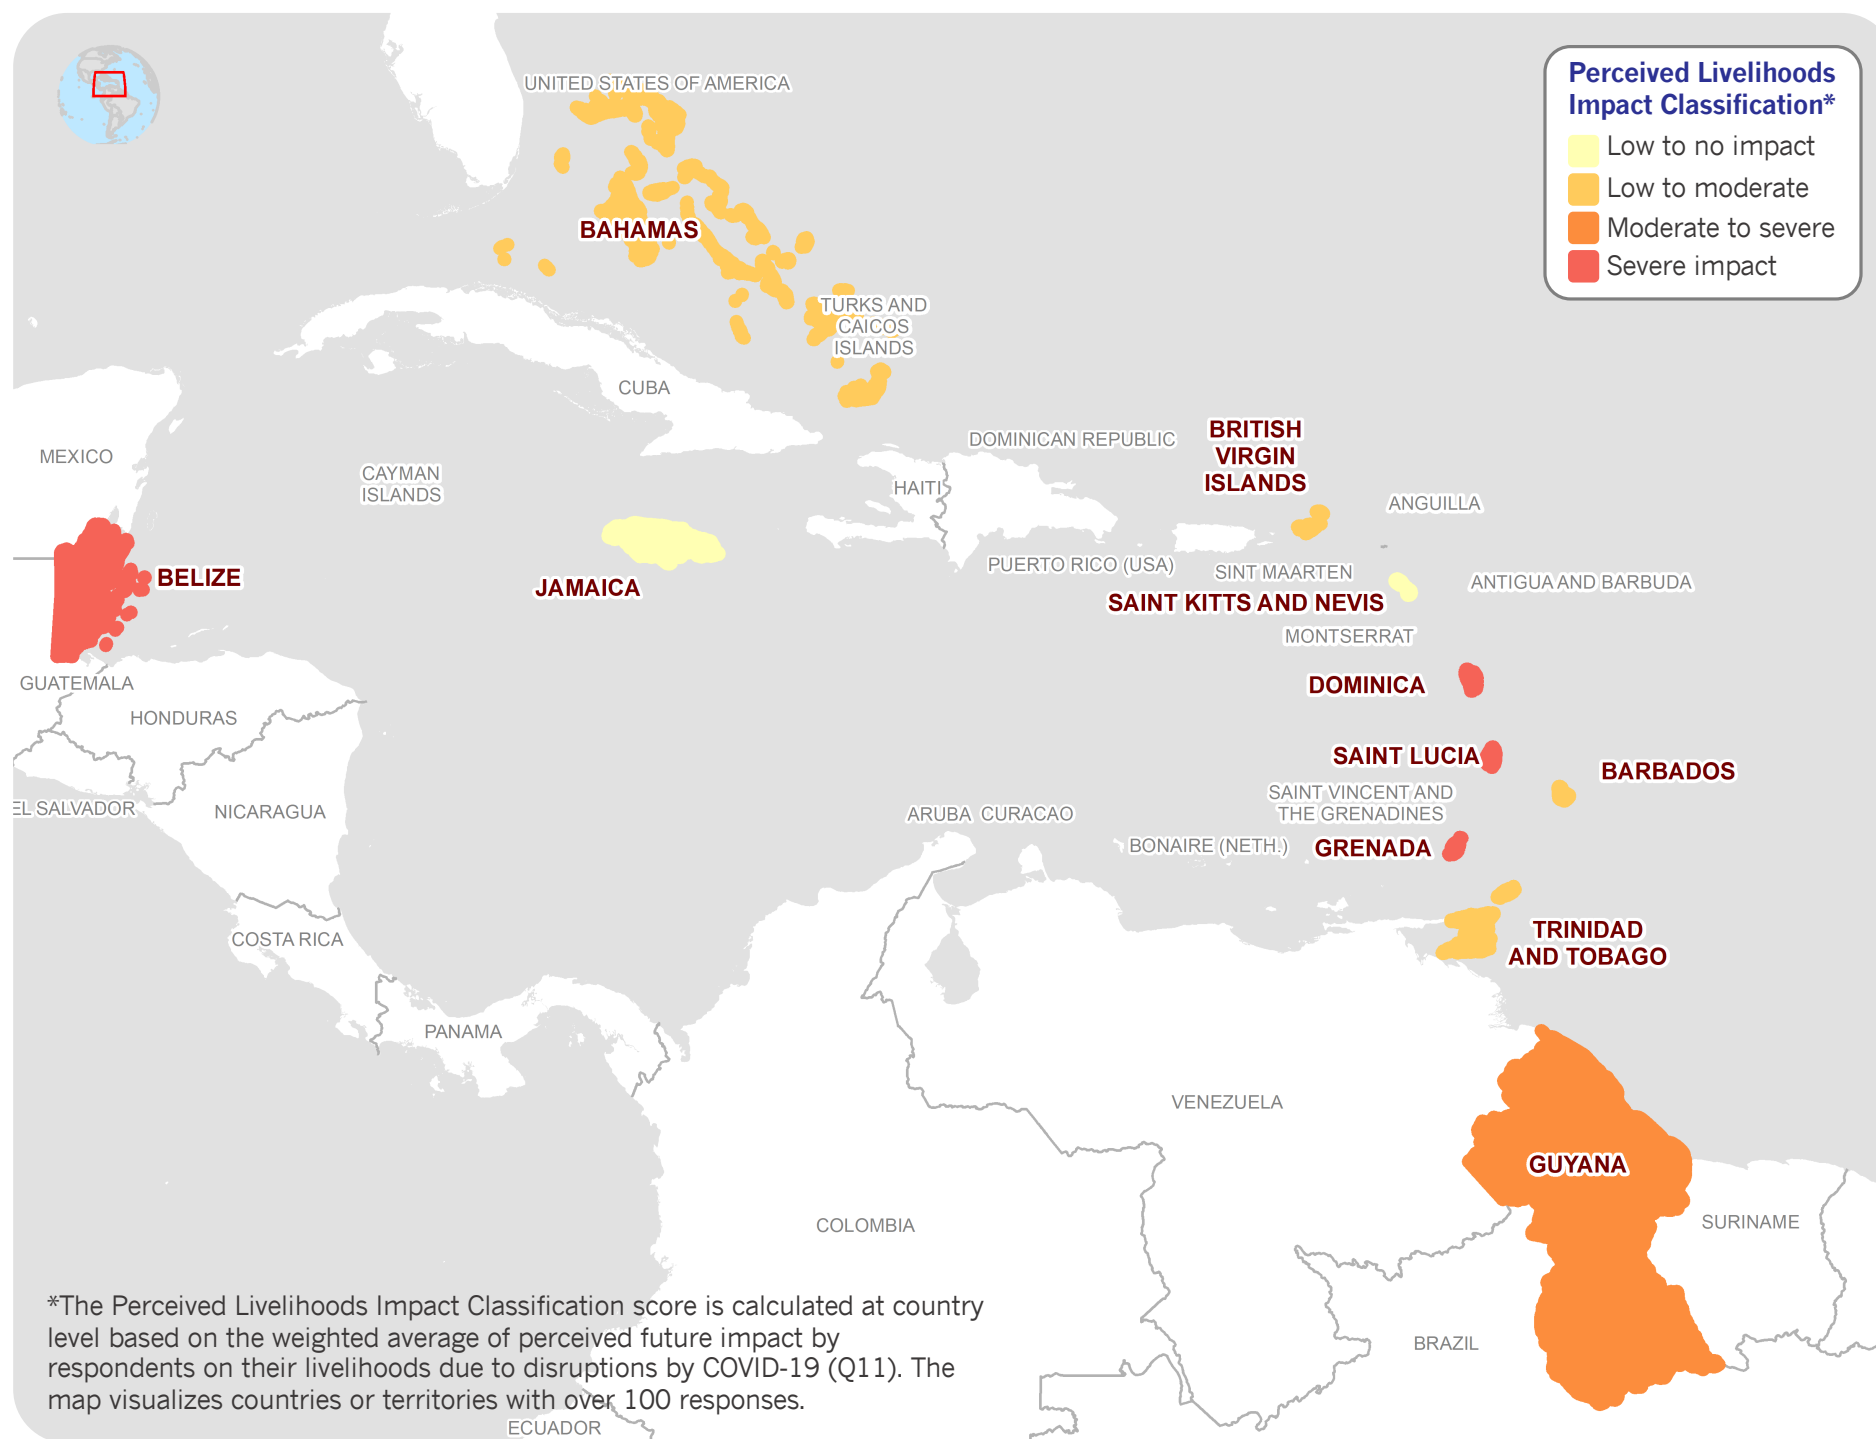 UNITED STATES OF AMERICA
Perceived Livelihoods
Impact Classification*
Low to no impact
Low to moderate
Moderate to severe
Severe impact
BAHAMAS
TURKS AND
CAICOS
ISLANDS
CUBA
MEXICO
CAYMAN
ISLANDS
DOMINICAN REPUBLIC
HAITI
BRITISH
VIRGIN
ISLANDS
ANGUILLA
BELIZE
JAMAICA
PUERTO RICO (USA)
SINT MAARTEN
SAINT KITTS AND NEVIS
ANTIGUA AND BARBUDA
MONTSERRAT
GUATEMALA
HONDURAS
DOMINICA
SAINT LUCIA
BARBADOS
SAINT VINCENT AND
THE GRENADINES
EL SALVADOR
NICARAGUA
ARUBA
CURACAO
BONAIRE (NETH.)
GRENADA
COSTA RICA
TRINIDAD
AND TOBAGO
PANAMA
VENEZUELA
GUYANA
COLOMBIA
SURINAME
BRAZIL
*The Perceived Livelihoods Impact Classification score is calculated at country
level based on the weighted average of perceived future impact by
respondents on their livelihoods due to disruptions by COVID-19 (Q11). The
map visualizes countries or territories with over 100 responses.
ECUADOR